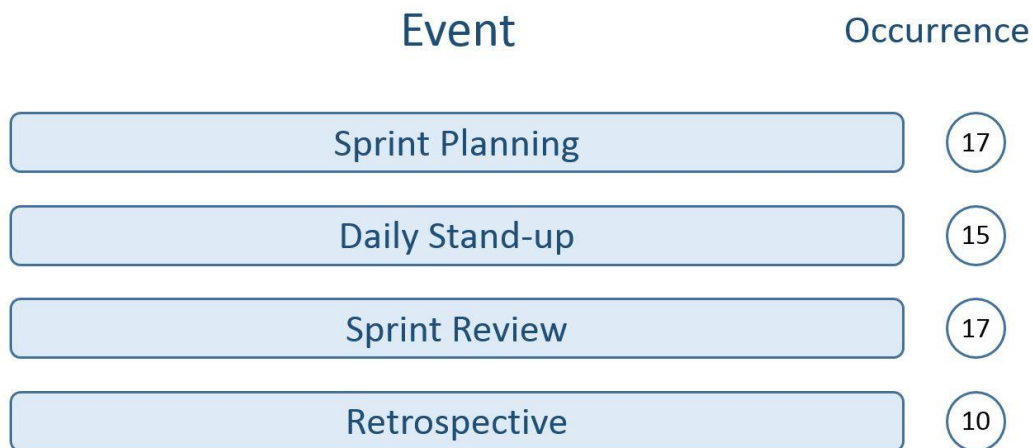 Event Occurrence
Sprint Planning 17
Daily Stand-up 15
Sprint Review 17
Retrospective 10